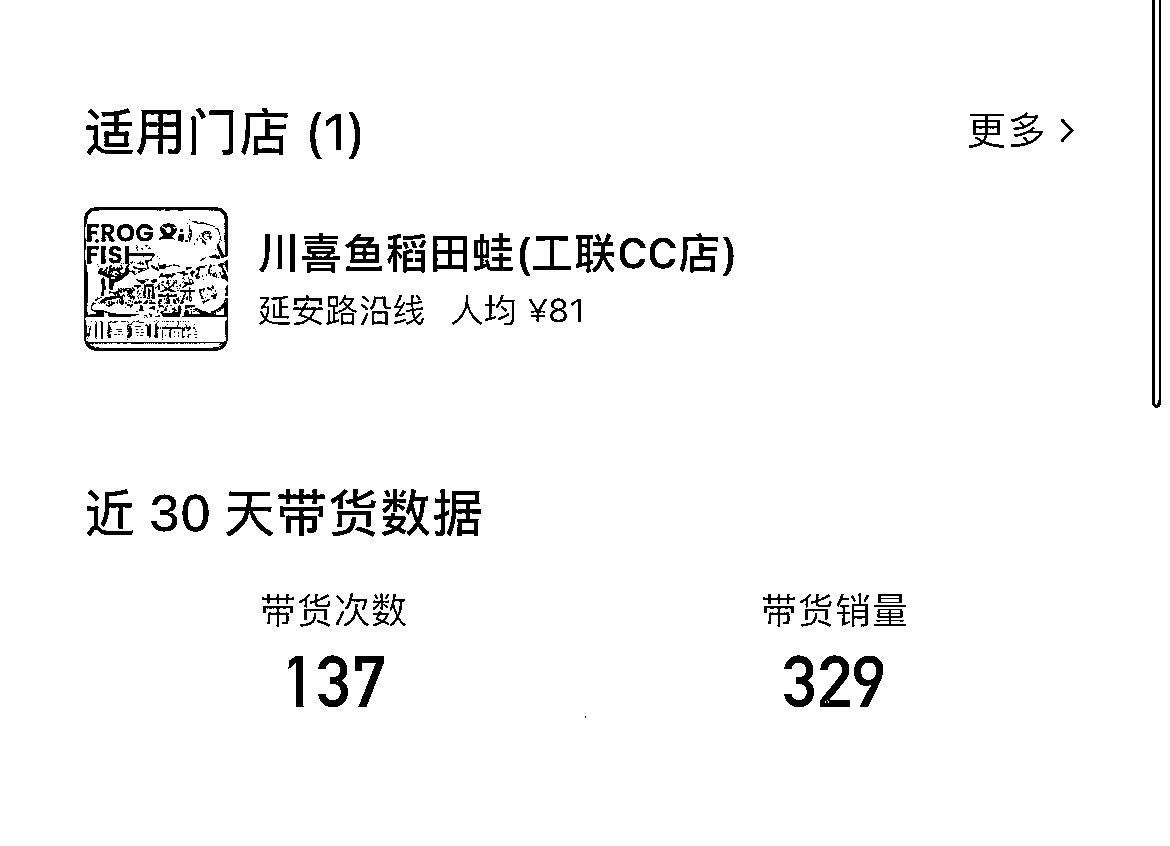 适用门店 (1)
更多 >
FROG
FISH
川喜鱼
川喜鱼稻田蛙(工联CC店)
延安路沿线 人均 ¥81
近 30 天带货数据
带货次数
带货销量
137
329